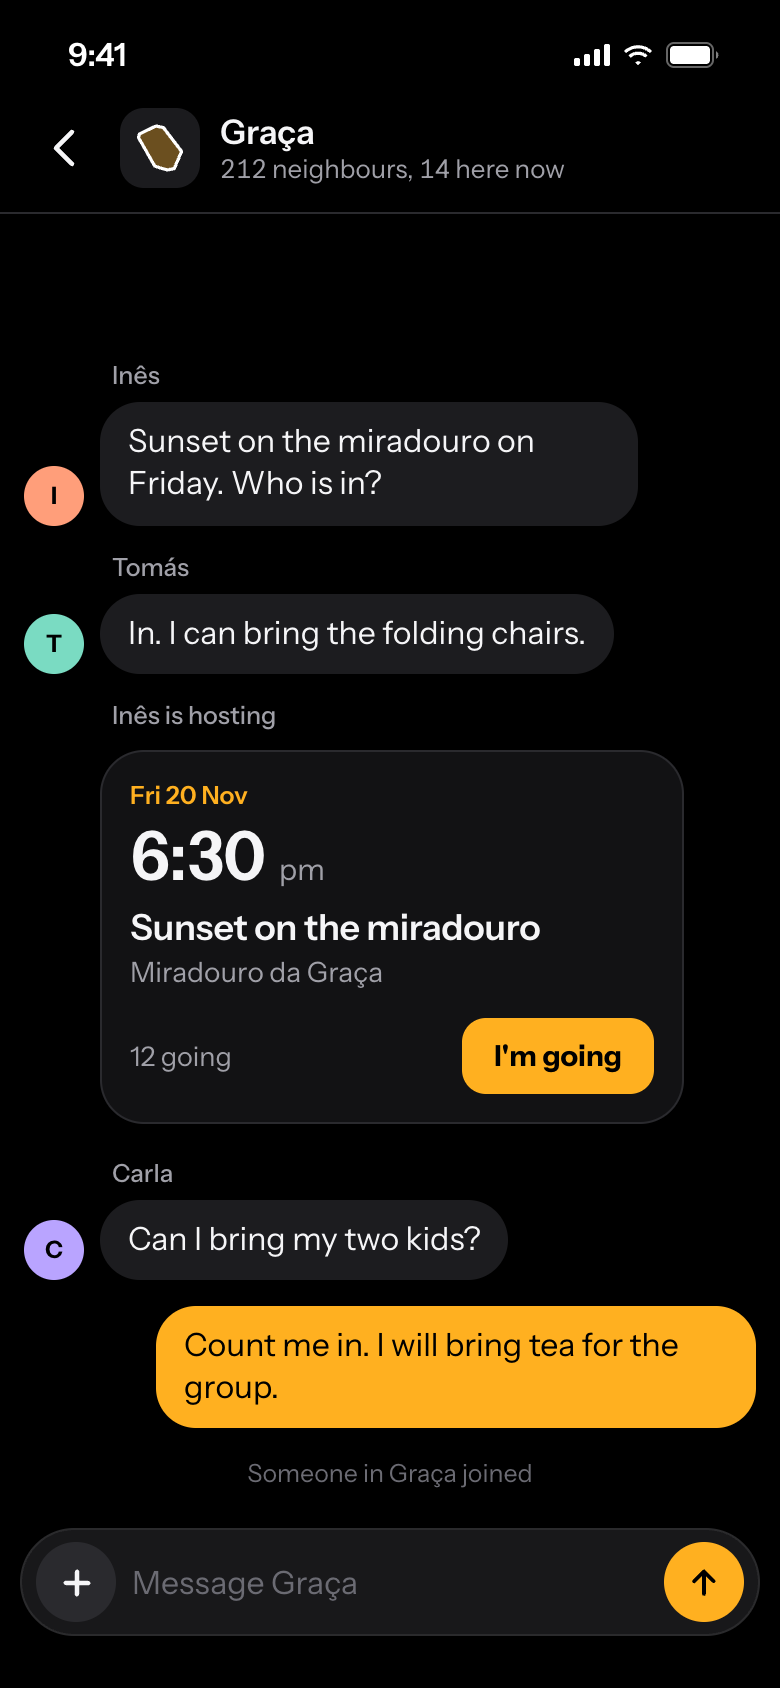 9:41
Graça
212 neighbours, 14 here now
Inês
Sunset on the miradouro on
Friday. Who is in?
I
Tomás
In. I can bring the folding chairs.
T
Inês is hosting
Fri 20 Nov
6:30 pm
Sunset on the miradouro
Miradouro da Graça
12 going
I'm going
Carla
Can I bring my two kids?
C
Count me in. I will bring tea for the
group.
Someone in Graça joined
Message Graça